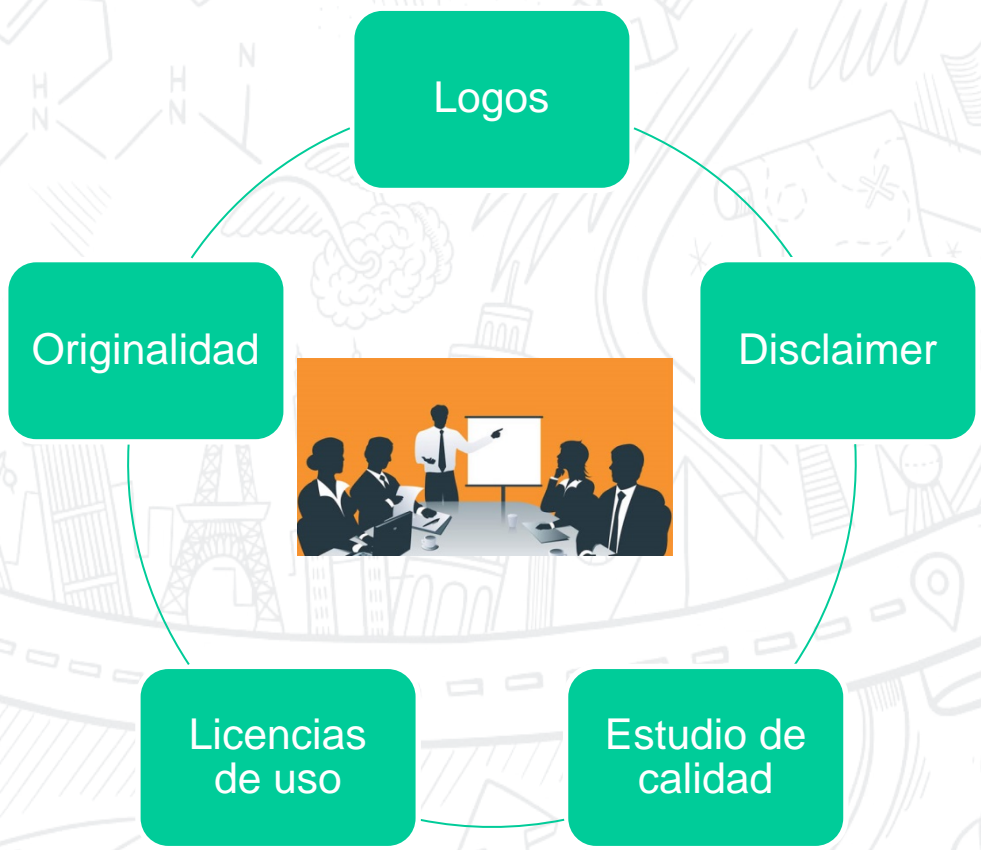 Logos
Originalidad
Disclaimer
Licencias
de uso
Estudio de
calidad
H
N
H
N
N